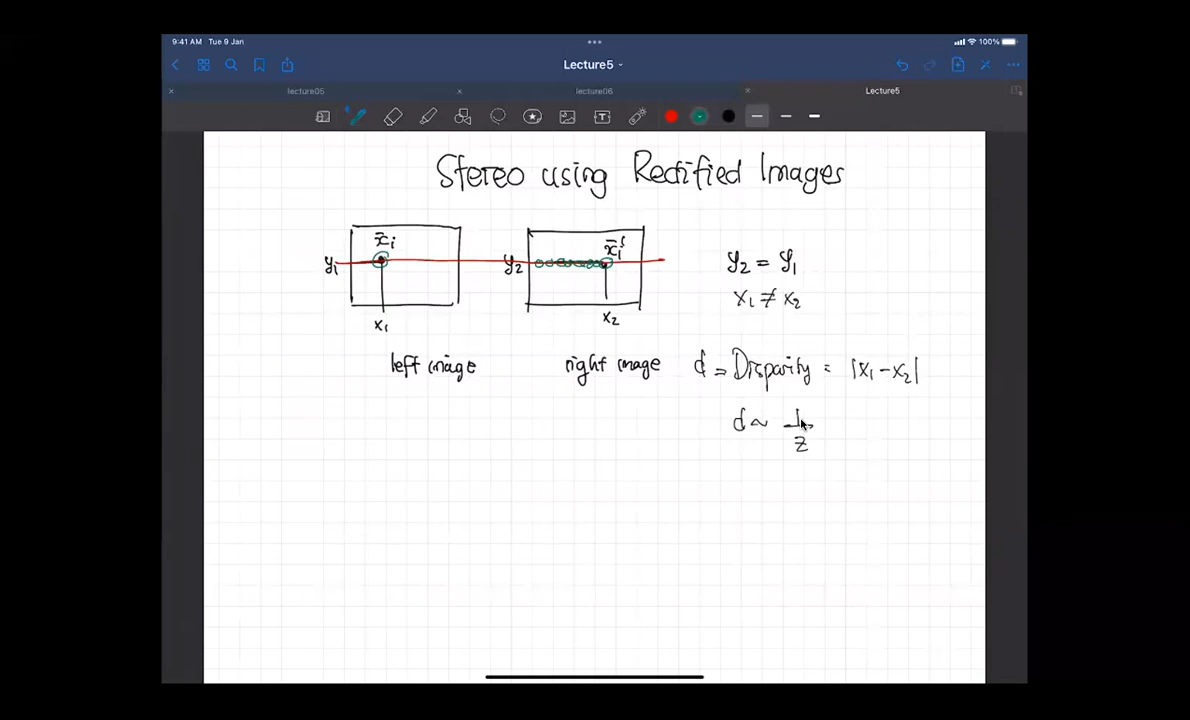 9:41 AM Tue 9 Jan
100%
Lecture5
lecture05
lecture06
Lecture5
Stereo using Rectified Images
y₁ x̄ᵢ
y₂ x̄ᵢ'
x₁
x₂
y₂ = y₁
x₁ ≠ x₂
left image
right image
d = Disparity = |x₁ - x₂|
d ~ 1/z